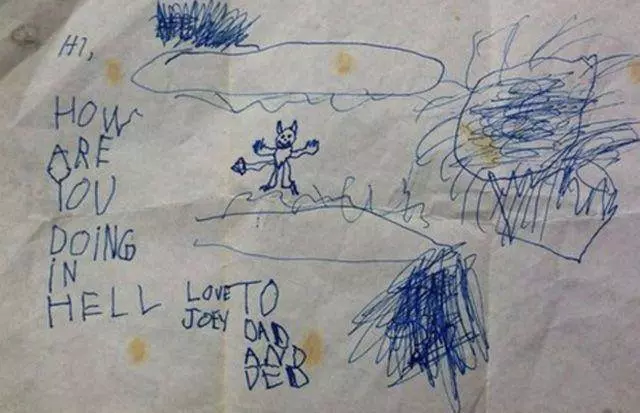 Hi,
HOW
ARE
YOU
DOiNG
iN
HELL
LOVE
JOEY
TO
DAD
AND
DEB